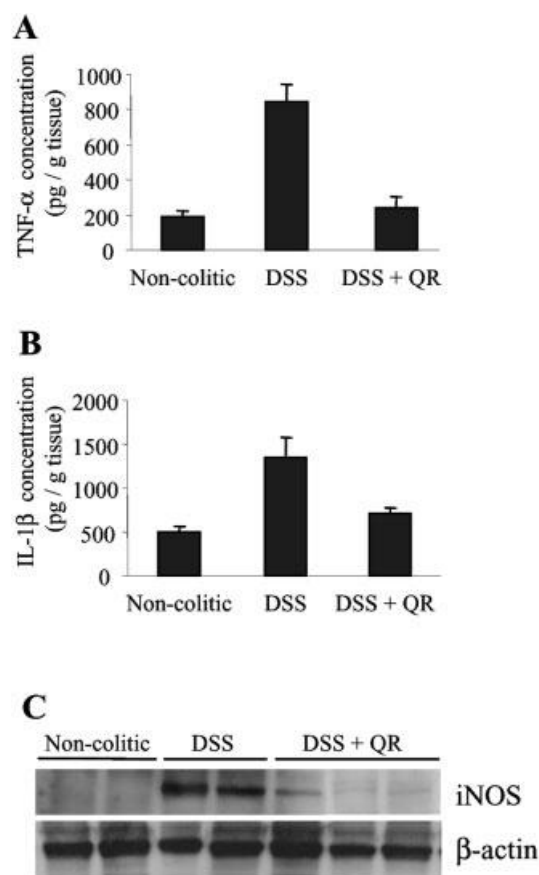 A
TNF-α concentration
(pg / g tissue)
1000
800
600
400
200
0
Non-colitic DSS DSS + QR
B
IL-1β concentration
(pg / g tissue)
2000
1500
1000
500
0
Non-colitic DSS DSS + QR
C
Non-colitic DSS DSS + QR
iNOS
β-actin